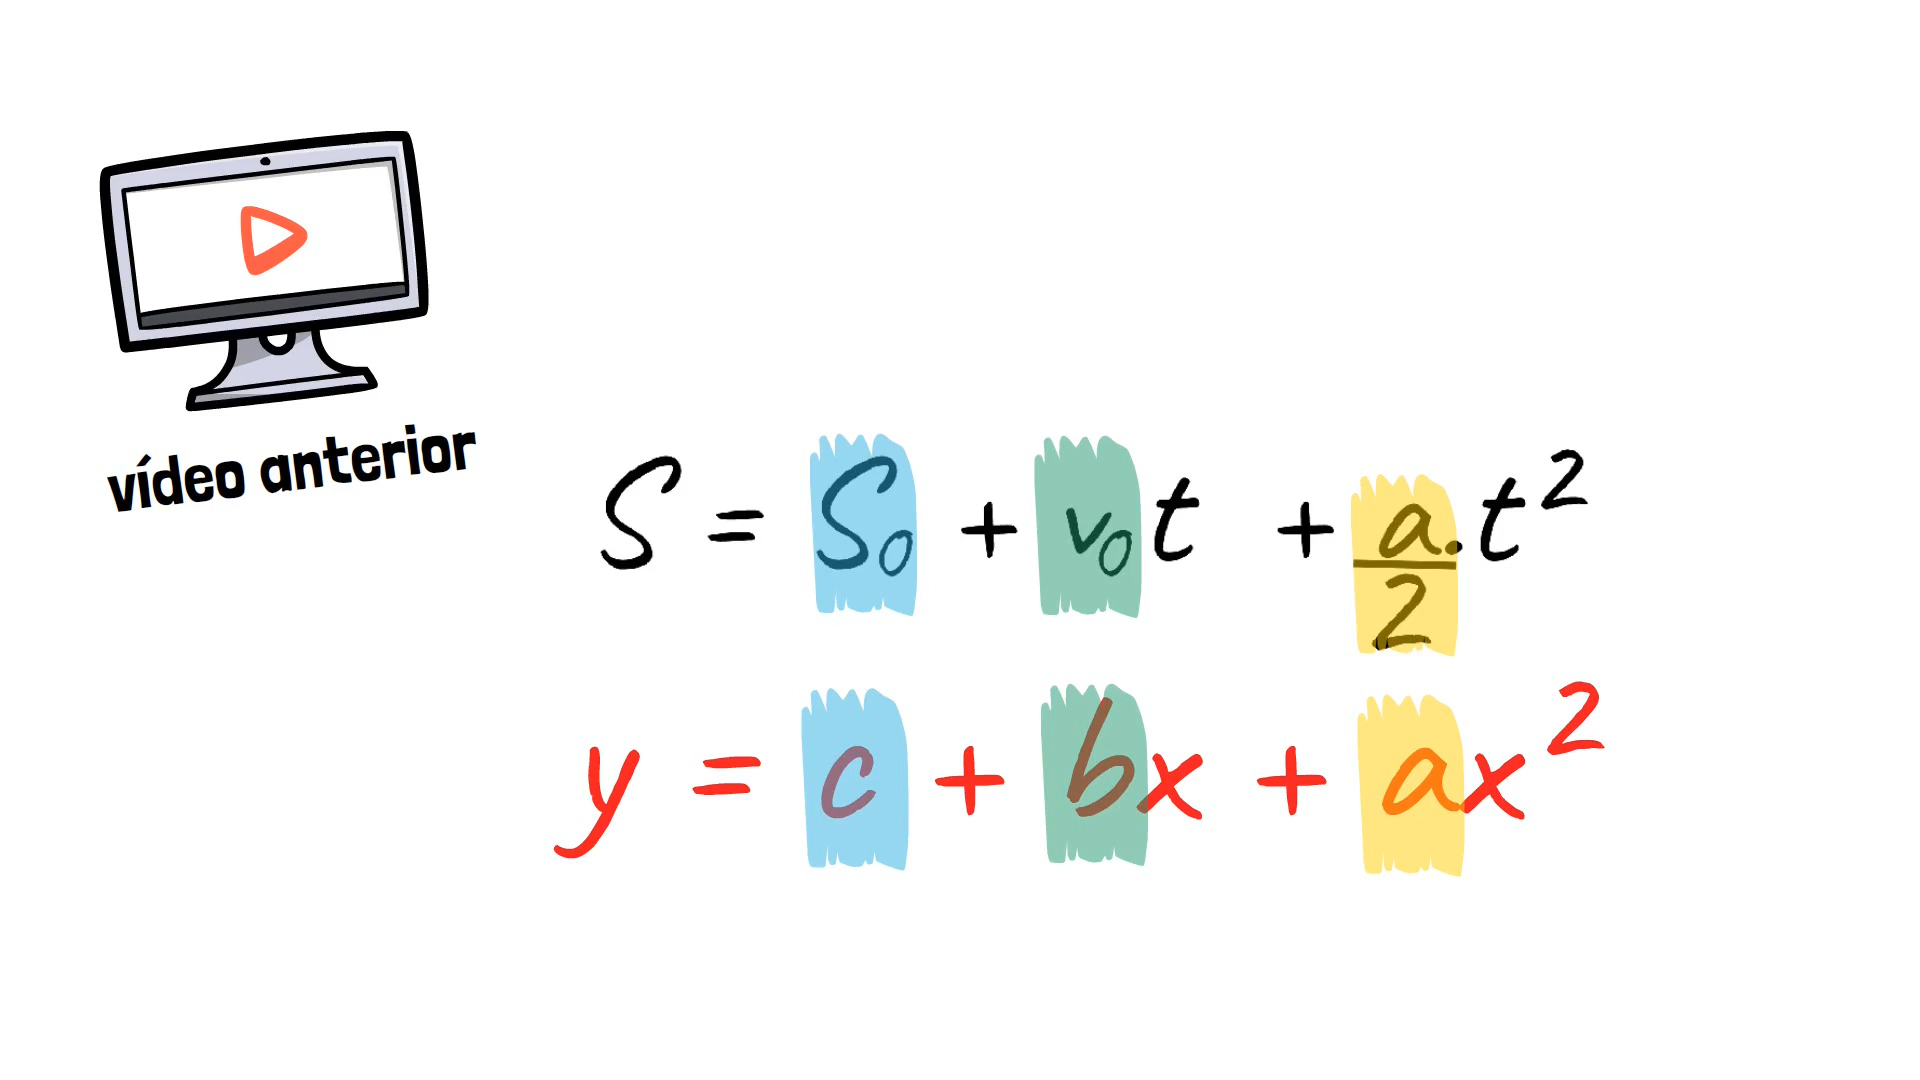 vídeo anterior
S = S₀ + v₀t + a/2.t²
y = c + bx + ax²